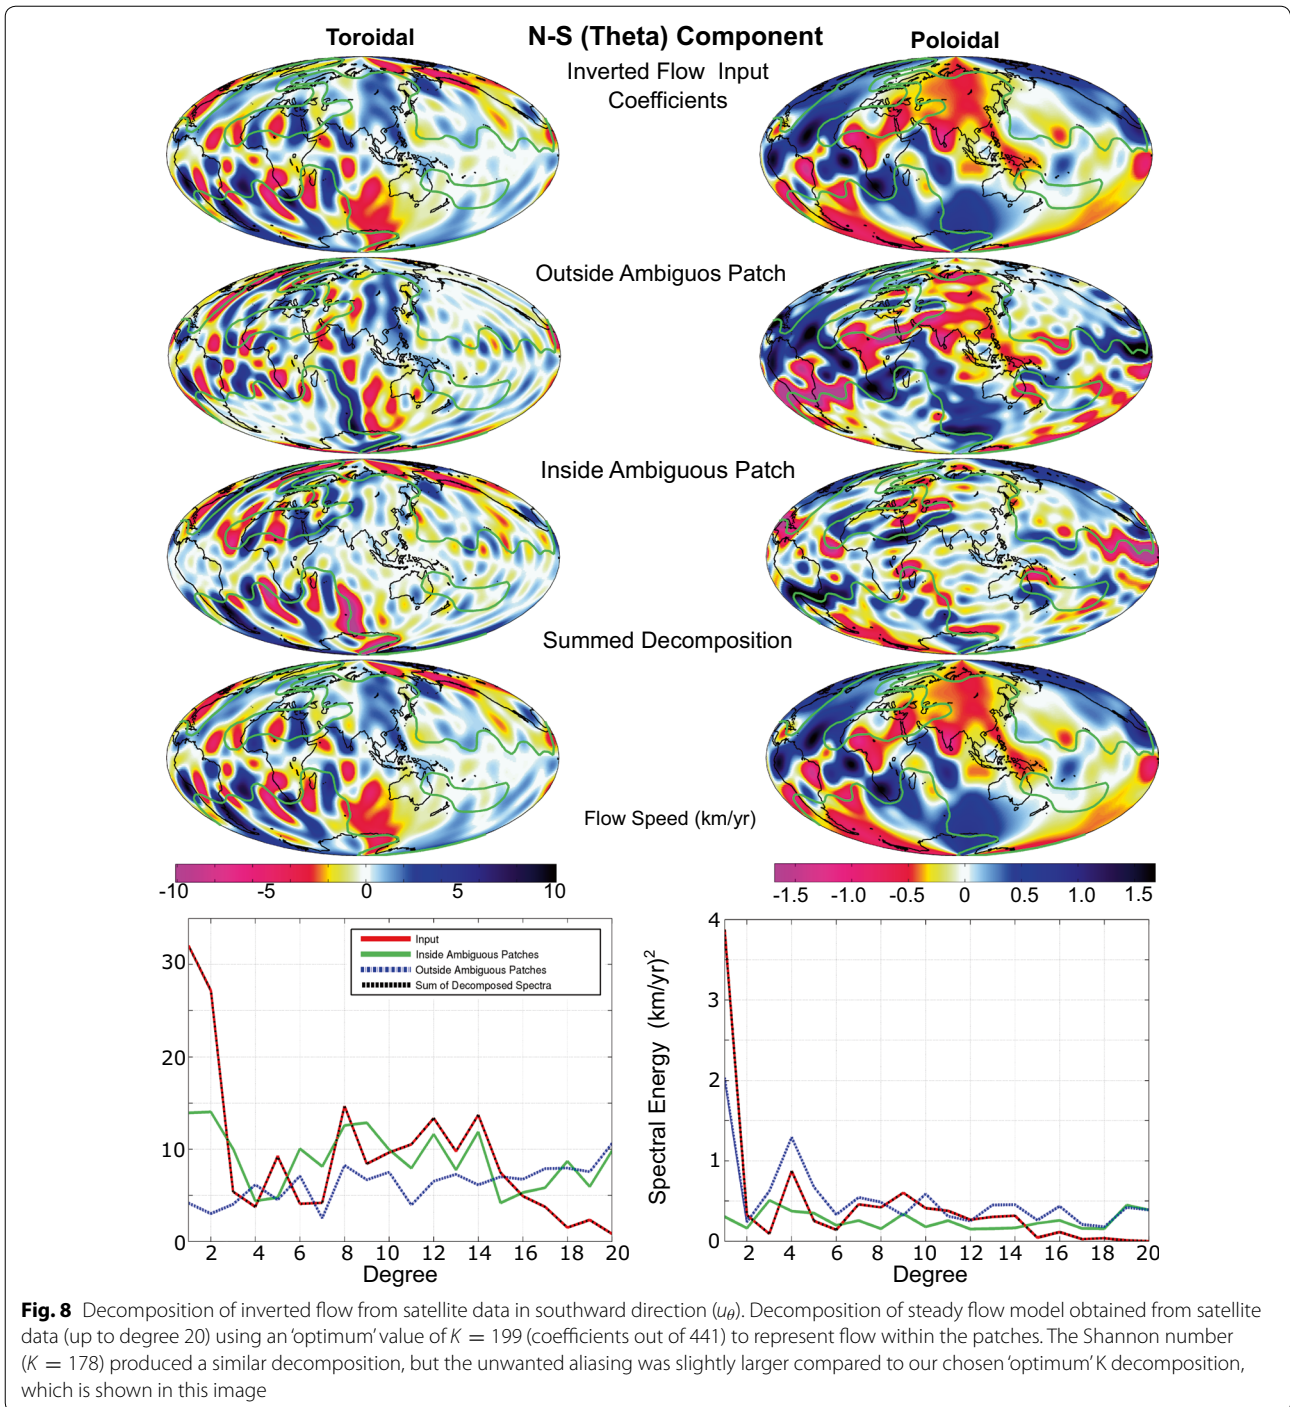 Toroidal
N-S (Theta) Component
Poloidal
Inverted Flow Input
Coefficients
Outside Ambiguos Patch
Inside Ambiguous Patch
Summed Decomposition
Flow Speed (km/yr)
-10 -5 0 5 10
-1.5 -1.0 -0.5 0 0.5 1.0 1.5
30
20
10
0
2 4 6 8 10 12 14 16 18 20
Degree
Input
Inside Ambiguous Patches
Outside Ambiguous Patches
Sum of Decomposed Spectra
Spectral Energy (km/yr)²
4
3
2
1
0
2 4 6 8 10 12 14 16 18 20
Degree
Fig. 8 Decomposition of inverted flow from satellite data in southward direction (uθ). Decomposition of steady flow model obtained from satellite
data (up to degree 20) using an ‘optimum’ value of K = 199 (coefficients out of 441) to represent flow within the patches. The Shannon number
(K = 178) produced a similar decomposition, but the unwanted aliasing was slightly larger compared to our chosen ‘optimum’ K decomposition,
which is shown in this image